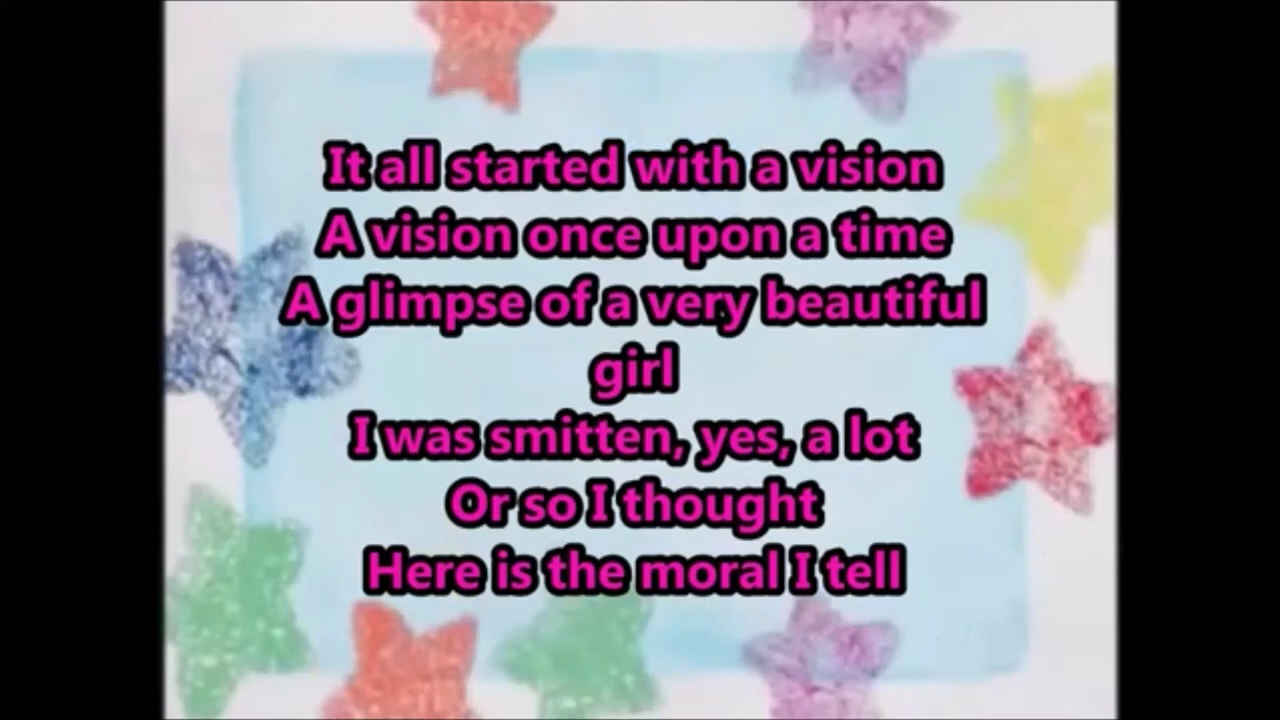 It all started with a vision
A vision once upon a time
A glimpse of a very beautiful
girl
I was smitten, yes, a lot
Or so I thought
Here is the moral I tell